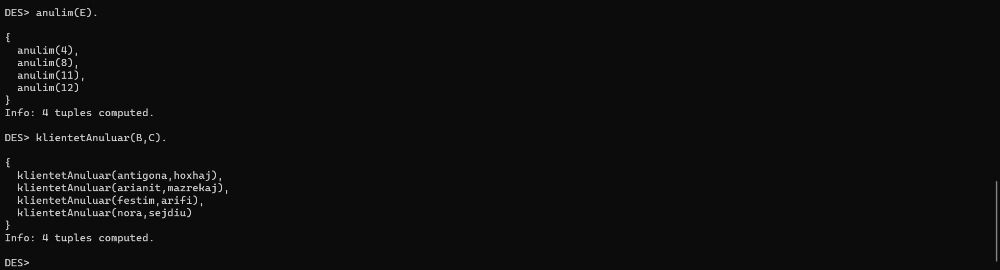 DES> anulim(E).
{
anulim(4),
anulim(8),
anulim(11),
anulim(12)
}
Info: 4 tuples computed.
DES> klientetAnuluar(B,C).
{
klientetAnuluar(antigona,hoxhaj),
klientetAnuluar(arianit,mazrekaj),
klientetAnuluar(festim,arifi),
klientetAnuluar(nora,sejdiu)
}
Info: 4 tuples computed.
DES>